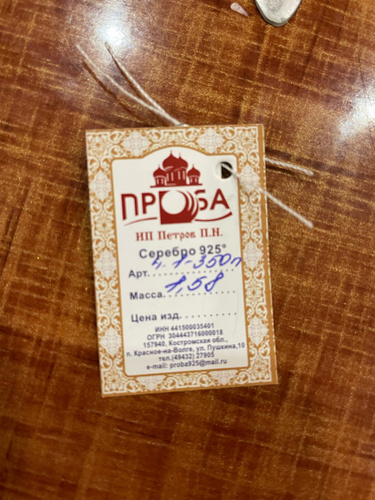 ПРОБА
ИП Петров П.Н.
Серебро 925°
Арт. ч. 1-350п
Масса. 1,58
Цена изд.
ИНН 441500035401
ОГРН 304443716000018
157940, Костромская обл.,
п. Красное-на-Волге, ул. Пушкина,10
тел.(49432) 27905
e-mail: proba925@mail.ru